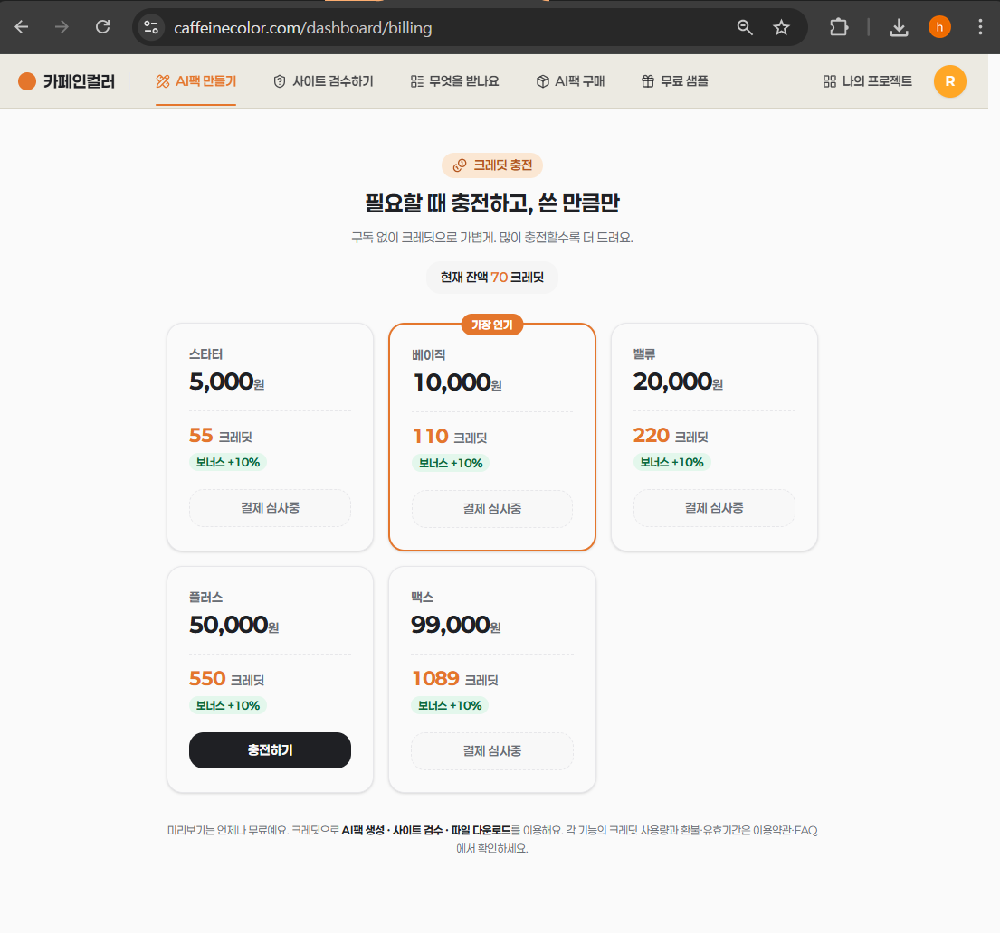 caffeinecolor.com/dashboard/billing
h
카페인컬러
AI팩 만들기
사이트 검수하기
무엇을 받나요
AI팩 구매
무료 샘플
나의 프로젝트
R
크레딧 충전
필요할 때 충전하고, 쓴 만큼만
구독 없이 크레딧으로 가볍게. 많이 충전할수록 더 드려요.
현재 잔액 70 크레딧
스타터
5,000원
55 크레딧
보너스 +10%
결제 심사중
가장 인기
베이직
10,000원
110 크레딧
보너스 +10%
결제 심사중
밸류
20,000원
220 크레딧
보너스 +10%
결제 심사중
플러스
50,000원
550 크레딧
보너스 +10%
충전하기
맥스
99,000원
1089 크레딧
보너스 +10%
결제 심사중
미리보기는 언제나 무료예요. 크레딧으로 AI팩 생성 · 사이트 검수 · 파일 다운로드를 이용해요. 각 기능의 크레딧 사용량과 환불·유효기간은 이용약관·FAQ
에서 확인하세요.